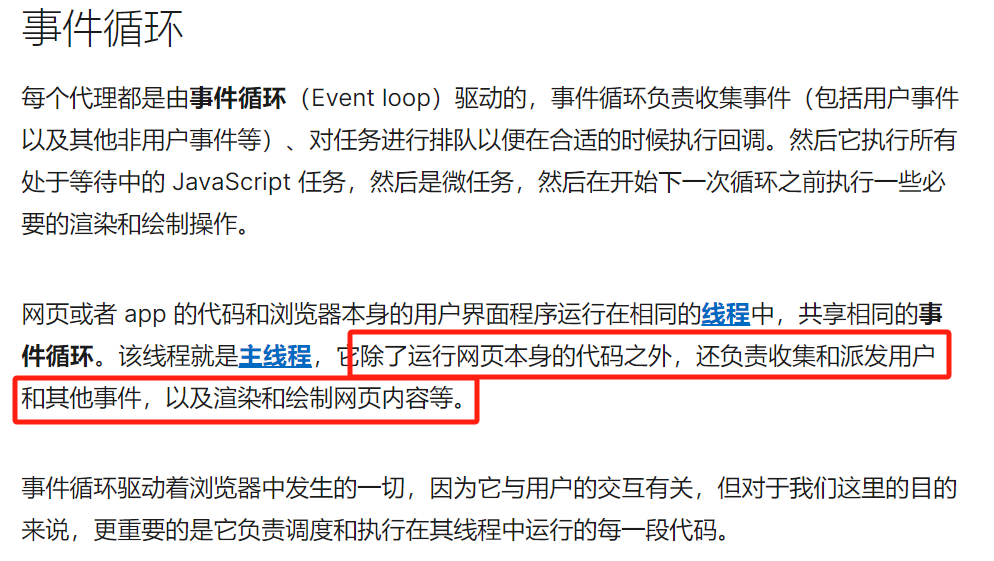 事件循环
每个代理都是由事件循环（Event loop）驱动的，事件循环负责收集事件（包括用户事件
以及其他非用户事件等）、对任务进行排队以便在合适的时候执行回调。然后它执行所有
处于等待中的 JavaScript 任务，然后是微任务，然后在开始下一次循环之前执行一些必
要的渲染和绘制操作。
网页或者 app 的代码和浏览器本身的用户界面程序运行在相同的线程中，共享相同的事
件循环。该线程就是主线程，它除了运行网页本身的代码之外，还负责收集和派发用户
和其他事件，以及渲染和绘制网页内容等。
事件循环驱动着浏览器中发生的一切，因为它与用户的交互有关，但对于我们这里的目的
来说，更重要的是它负责调度和执行在其线程中运行的每一段代码。